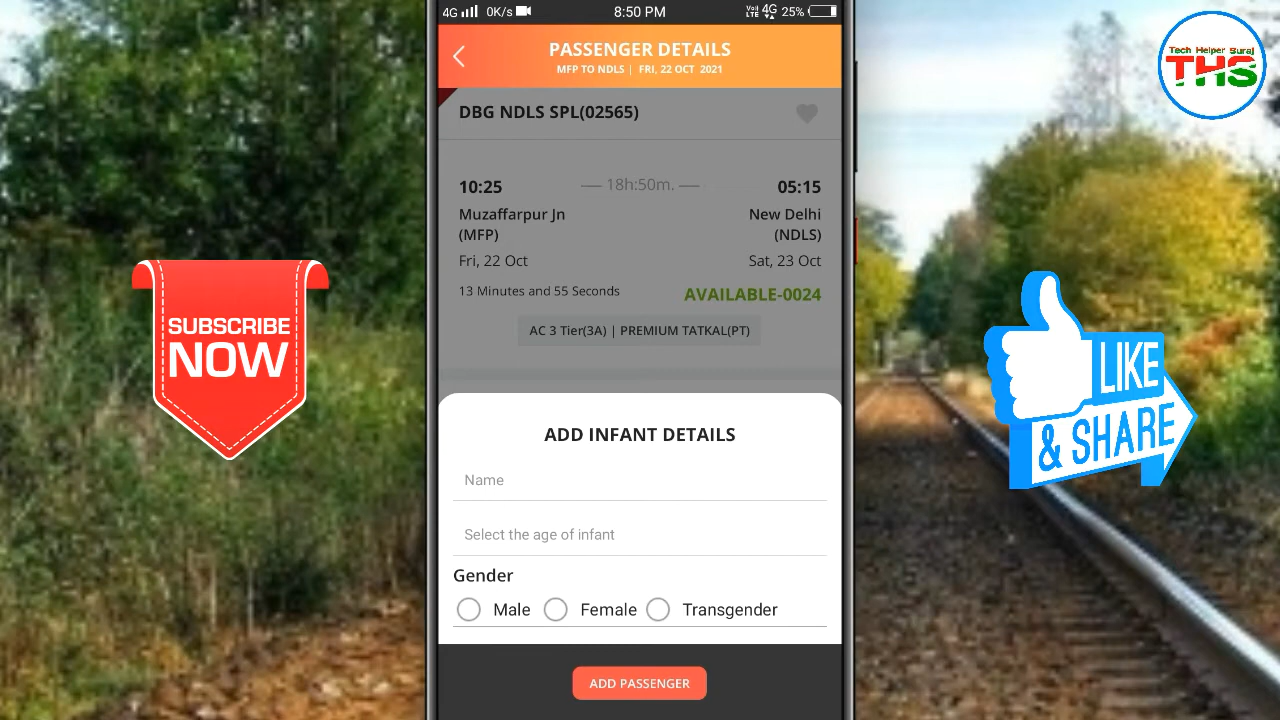 4G 0K/s 8:50 PM VoLTE 4G 25%
PASSENGER DETAILS
MFP TO NDLS | FRI, 22 OCT 2021
DBG NDLS SPL(02565)
10:25 — 18h:50m. — 05:15
Muzaffarpur Jn New Delhi
(MFP) (NDLS)
Fri, 22 Oct Sat, 23 Oct
13 Minutes and 55 Seconds AVAILABLE-0024
AC 3 Tier(3A) | PREMIUM TATKAL(PT)
ADD INFANT DETAILS
Name
Select the age of infant
Gender
Male Female Transgender
ADD PASSENGER
SUBSCRIBE
NOW
Tech Helper Suraj
THS
LIKE
& SHARE